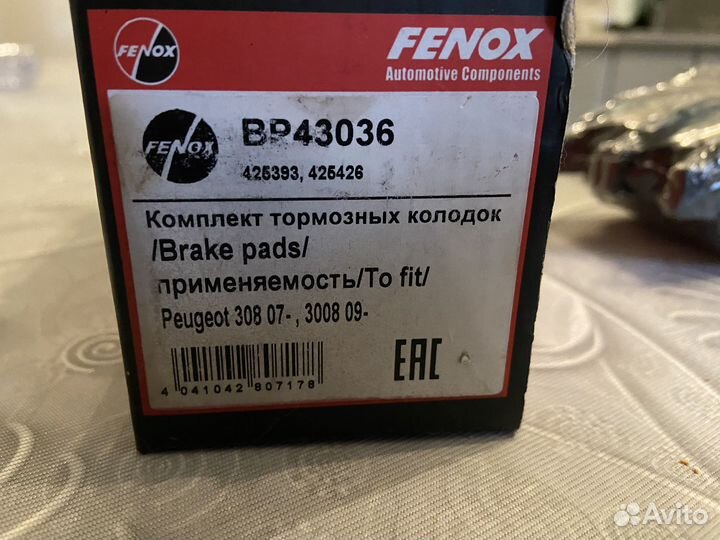 FENOX
FENOX
Automotive Components
FENOX
BP43036
425393, 425426
Комплект тормозных колодок
/Brake pads/
применяемость/To fit/
Peugeot 308 07- , 3008 09-
4 041042 807178
EAC
Avito